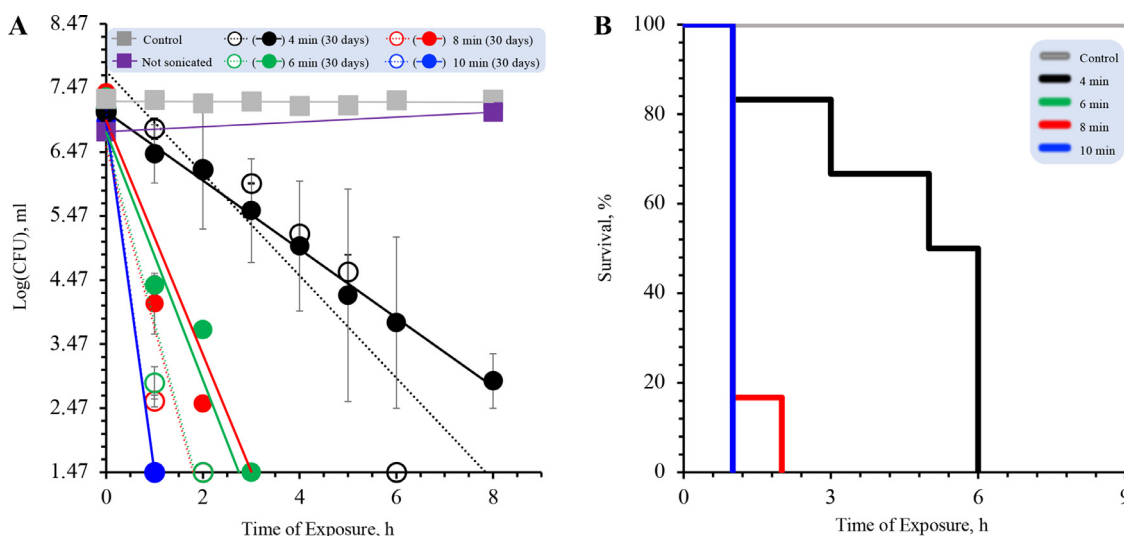 A
8.47
7.47
6.47
5.47
4.47
3.47
2.47
1.47
Log(CFU), ml
Control
Not sonicated
( ) 4 min (30 days)
( ) 6 min (30 days)
( ) 8 min (30 days)
( ) 10 min (30 days)
0 2 4 6 8
Time of Exposure, h
B
100
80
60
40
20
0
Survival, %
Control
4 min
6 min
8 min
10 min
0 3 6 9
Time of Exposure, h